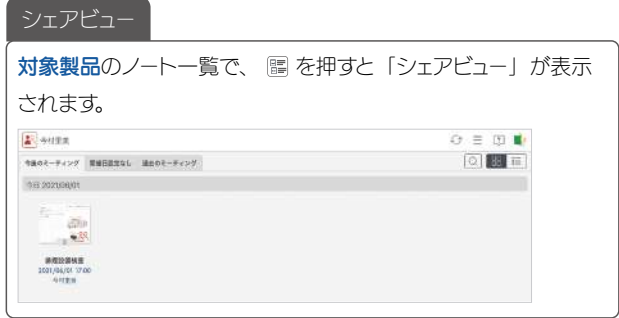 シェアビュー
対象製品のノート一覧で、 を押すと「シェアビュー」が表示
されます。
今村里美
今後のミーティング 開催日設定なし 過去のミーティング
今日 2021/06/01
2021/06/01 17:00
今村里美